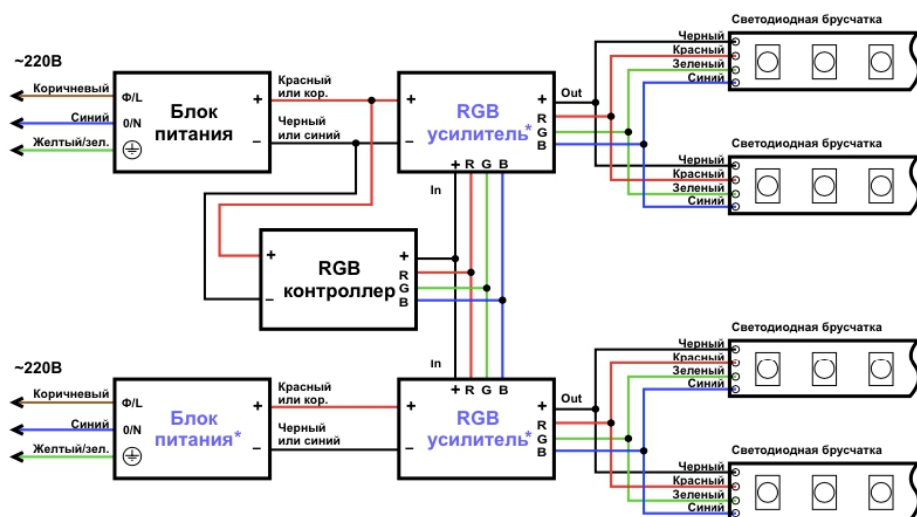 Светодиодная брусчатка
Черный
Красный
Зеленый
Синий
~220В
Коричневый
Синий
Желтый/зел.
Ф/L
0/N
Блок
питания
+
−
Красный
или кор.
Черный
или синий
+
−
RGB
усилитель*
+
R
G
B
Out
+ R G B
In
Светодиодная брусчатка
Черный
Красный
Зеленый
Синий
+
−
RGB
контроллер
+
R
G
B
Светодиодная брусчатка
Черный
Красный
Зеленый
Синий
~220В
Коричневый
Синий
Желтый/зел.
Ф/L
0/N
Блок
питания*
+
−
Красный
или кор.
Черный
или синий
In
+ R G B
+
−
RGB
усилитель*
+
R
G
B
Out
Светодиодная брусчатка
Черный
Красный
Зеленый
Синий